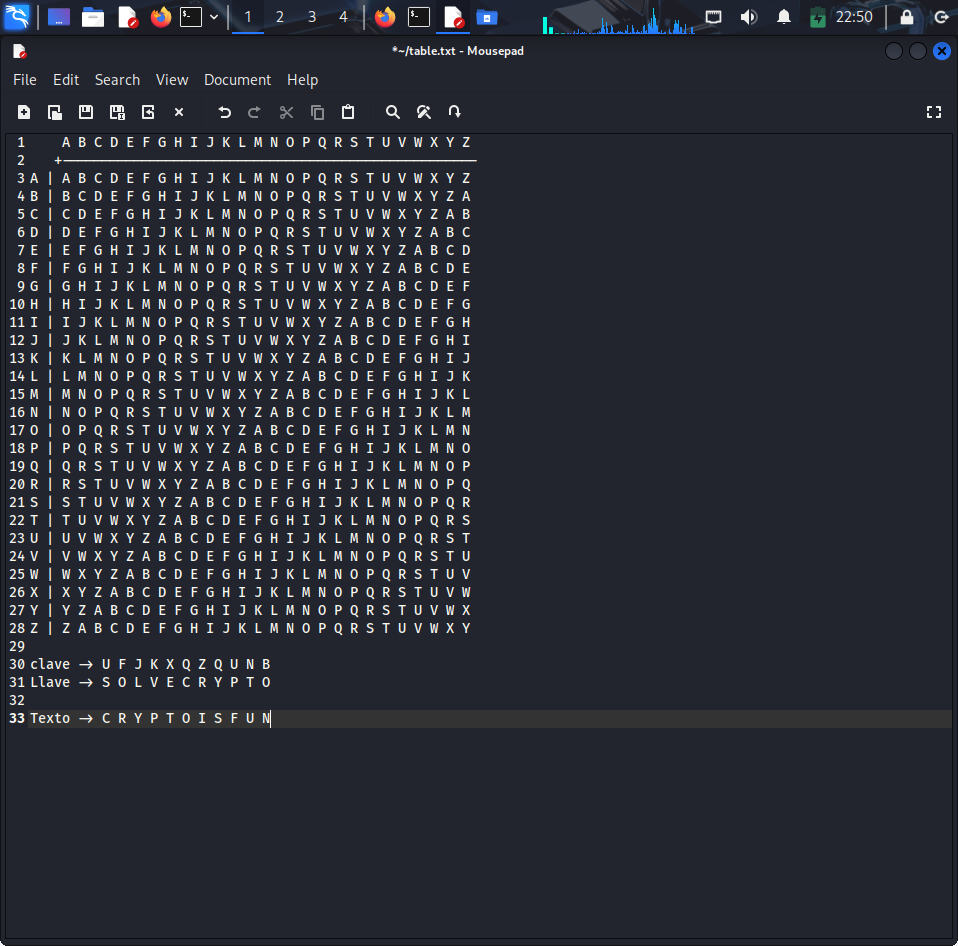 1 2 3 4 22:50
*~/table.txt - Mousepad
File Edit Search View Document Help
1 A B C D E F G H I J K L M N O P Q R S T U V W X Y Z
2 +----------------------------------------------------
3 A | A B C D E F G H I J K L M N O P Q R S T U V W X Y Z
4 B | B C D E F G H I J K L M N O P Q R S T U V W X Y Z A
5 C | C D E F G H I J K L M N O P Q R S T U V W X Y Z A B
6 D | D E F G H I J K L M N O P Q R S T U V W X Y Z A B C
7 E | E F G H I J K L M N O P Q R S T U V W X Y Z A B C D
8 F | F G H I J K L M N O P Q R S T U V W X Y Z A B C D E
9 G | G H I J K L M N O P Q R S T U V W X Y Z A B C D E F
10 H | H I J K L M N O P Q R S T U V W X Y Z A B C D E F G
11 I | I J K L M N O P Q R S T U V W X Y Z A B C D E F G H
12 J | J K L M N O P Q R S T U V W X Y Z A B C D E F G H I
13 K | K L M N O P Q R S T U V W X Y Z A B C D E F G H I J
14 L | L M N O P Q R S T U V W X Y Z A B C D E F G H I J K
15 M | M N O P Q R S T U V W X Y Z A B C D E F G H I J K L
16 N | N O P Q R S T U V W X Y Z A B C D E F G H I J K L M
17 O | O P Q R S T U V W X Y Z A B C D E F G H I J K L M N
18 P | P Q R S T U V W X Y Z A B C D E F G H I J K L M N O
19 Q | Q R S T U V W X Y Z A B C D E F G H I J K L M N O P
20 R | R S T U V W X Y Z A B C D E F G H I J K L M N O P Q
21 S | S T U V W X Y Z A B C D E F G H I J K L M N O P Q R
22 T | T U V W X Y Z A B C D E F G H I J K L M N O P Q R S
23 U | U V W X Y Z A B C D E F G H I J K L M N O P Q R S T
24 V | V W X Y Z A B C D E F G H I J K L M N O P Q R S T U
25 W | W X Y Z A B C D E F G H I J K L M N O P Q R S T U V
26 X | X Y Z A B C D E F G H I J K L M N O P Q R S T U V W
27 Y | Y Z A B C D E F G H I J K L M N O P Q R S T U V W X
28 Z | Z A B C D E F G H I J K L M N O P Q R S T U V W X Y
29
30 clave -> U F J K X Q Z Q U N B
31 Llave -> S O L V E C R Y P T O
32
33 Texto -> C R Y P T O I S F U N